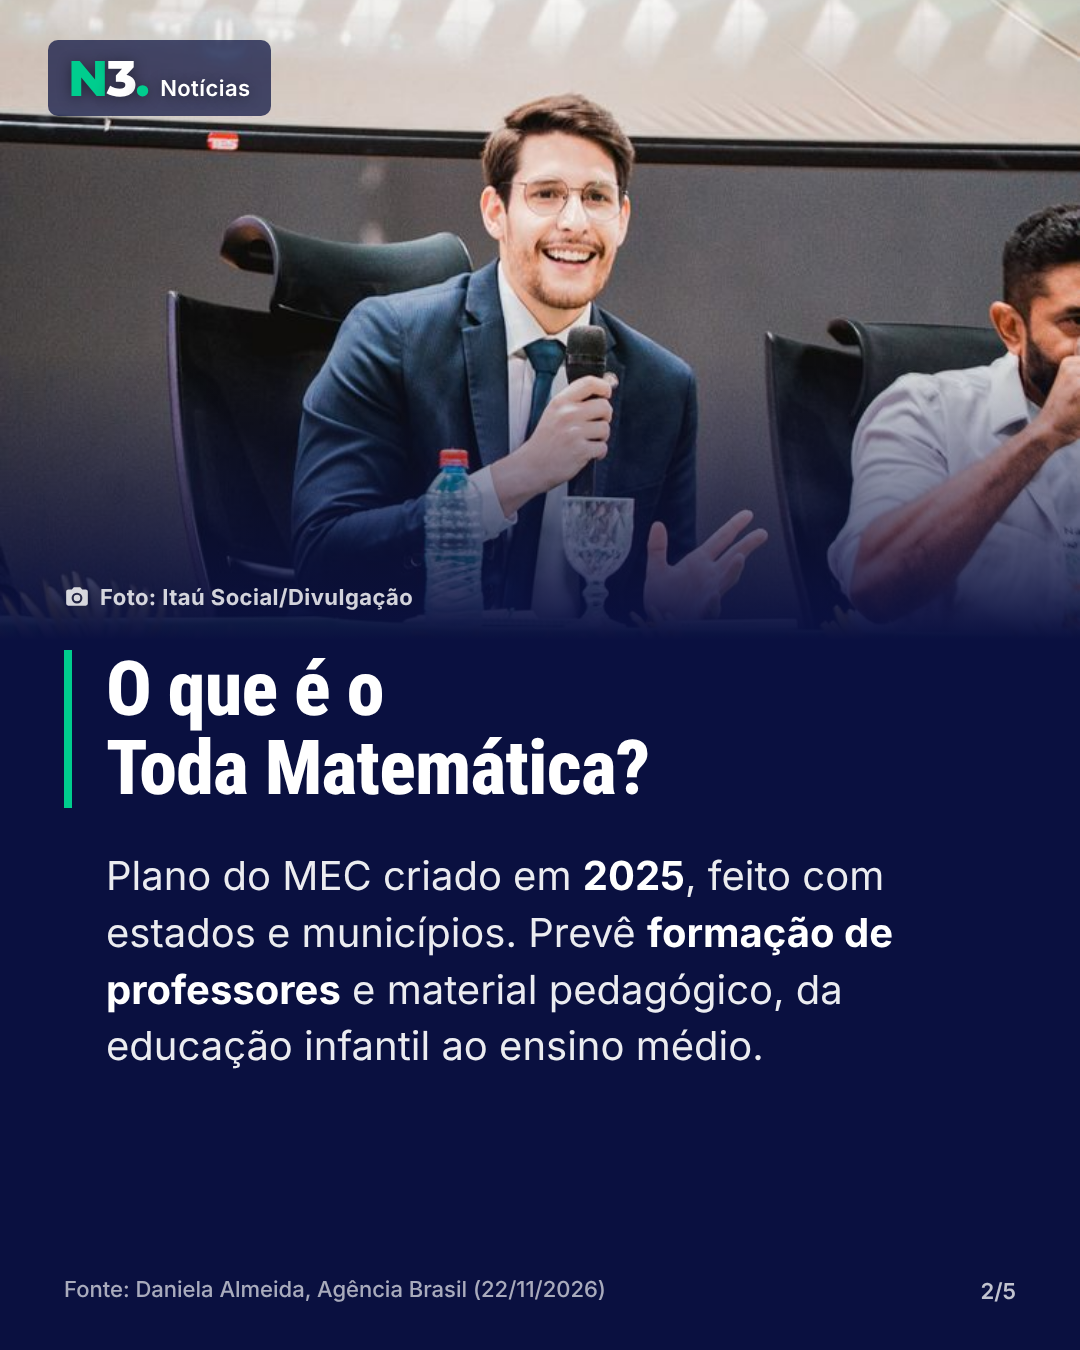 N3. Notícias
Foto: Itaú Social/Divulgação
O que é o
Toda Matemática?
Plano do MEC criado em 2025, feito com
estados e municípios. Prevê formação de
professores e material pedagógico, da
educação infantil ao ensino médio.
Fonte: Daniela Almeida, Agência Brasil (22/11/2026)
2/5